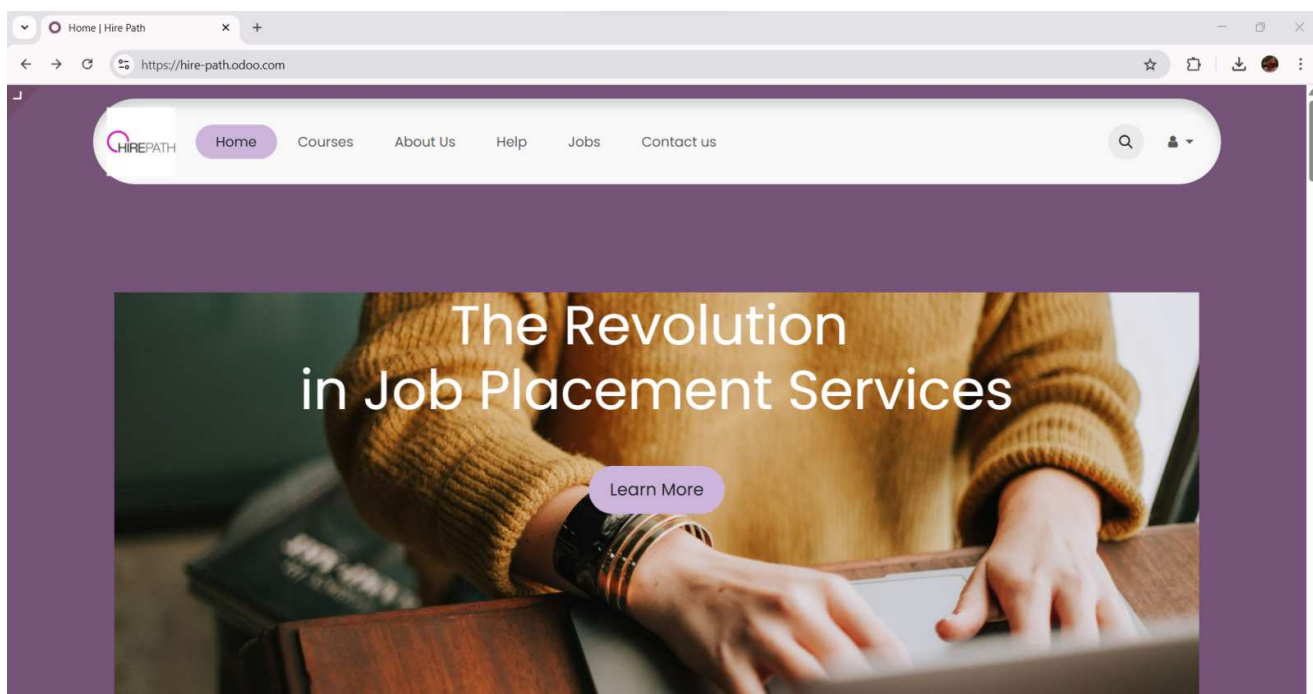 Home | Hire Path
https://hire-path.odoo.com
HIREPATH
Home Courses About Us Help Jobs Contact us
The Revolution
in Job Placement Services
Learn More